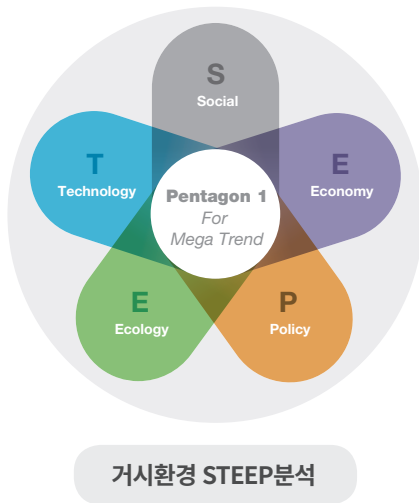 S
Social
T
Technology
E
Economy
Pentagon 1
For
Mega Trend
E
Ecology
P
Policy
거시환경 STEEP분석